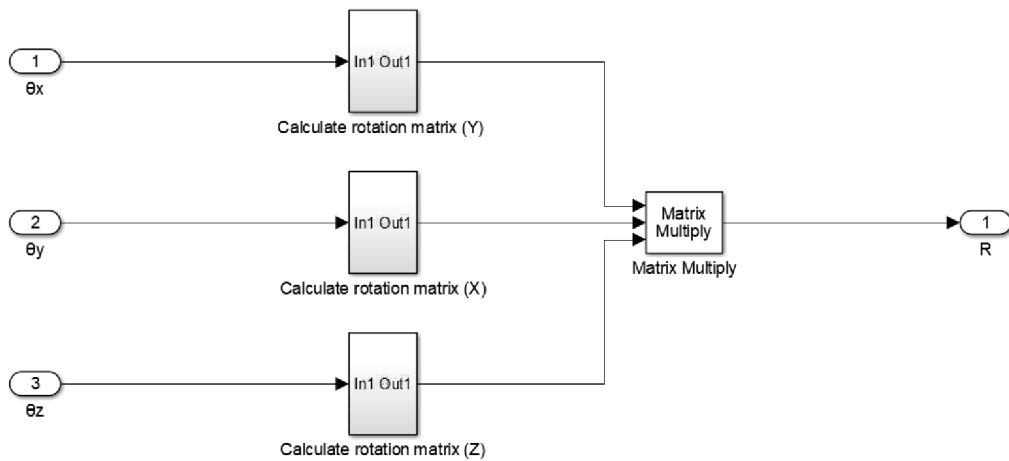 1
θx
In1 Out1
Calculate rotation matrix (Y)
2
θy
In1 Out1
Calculate rotation matrix (X)
Matrix
Multiply
Matrix Multiply
1
R
3
θz
In1 Out1
Calculate rotation matrix (Z)